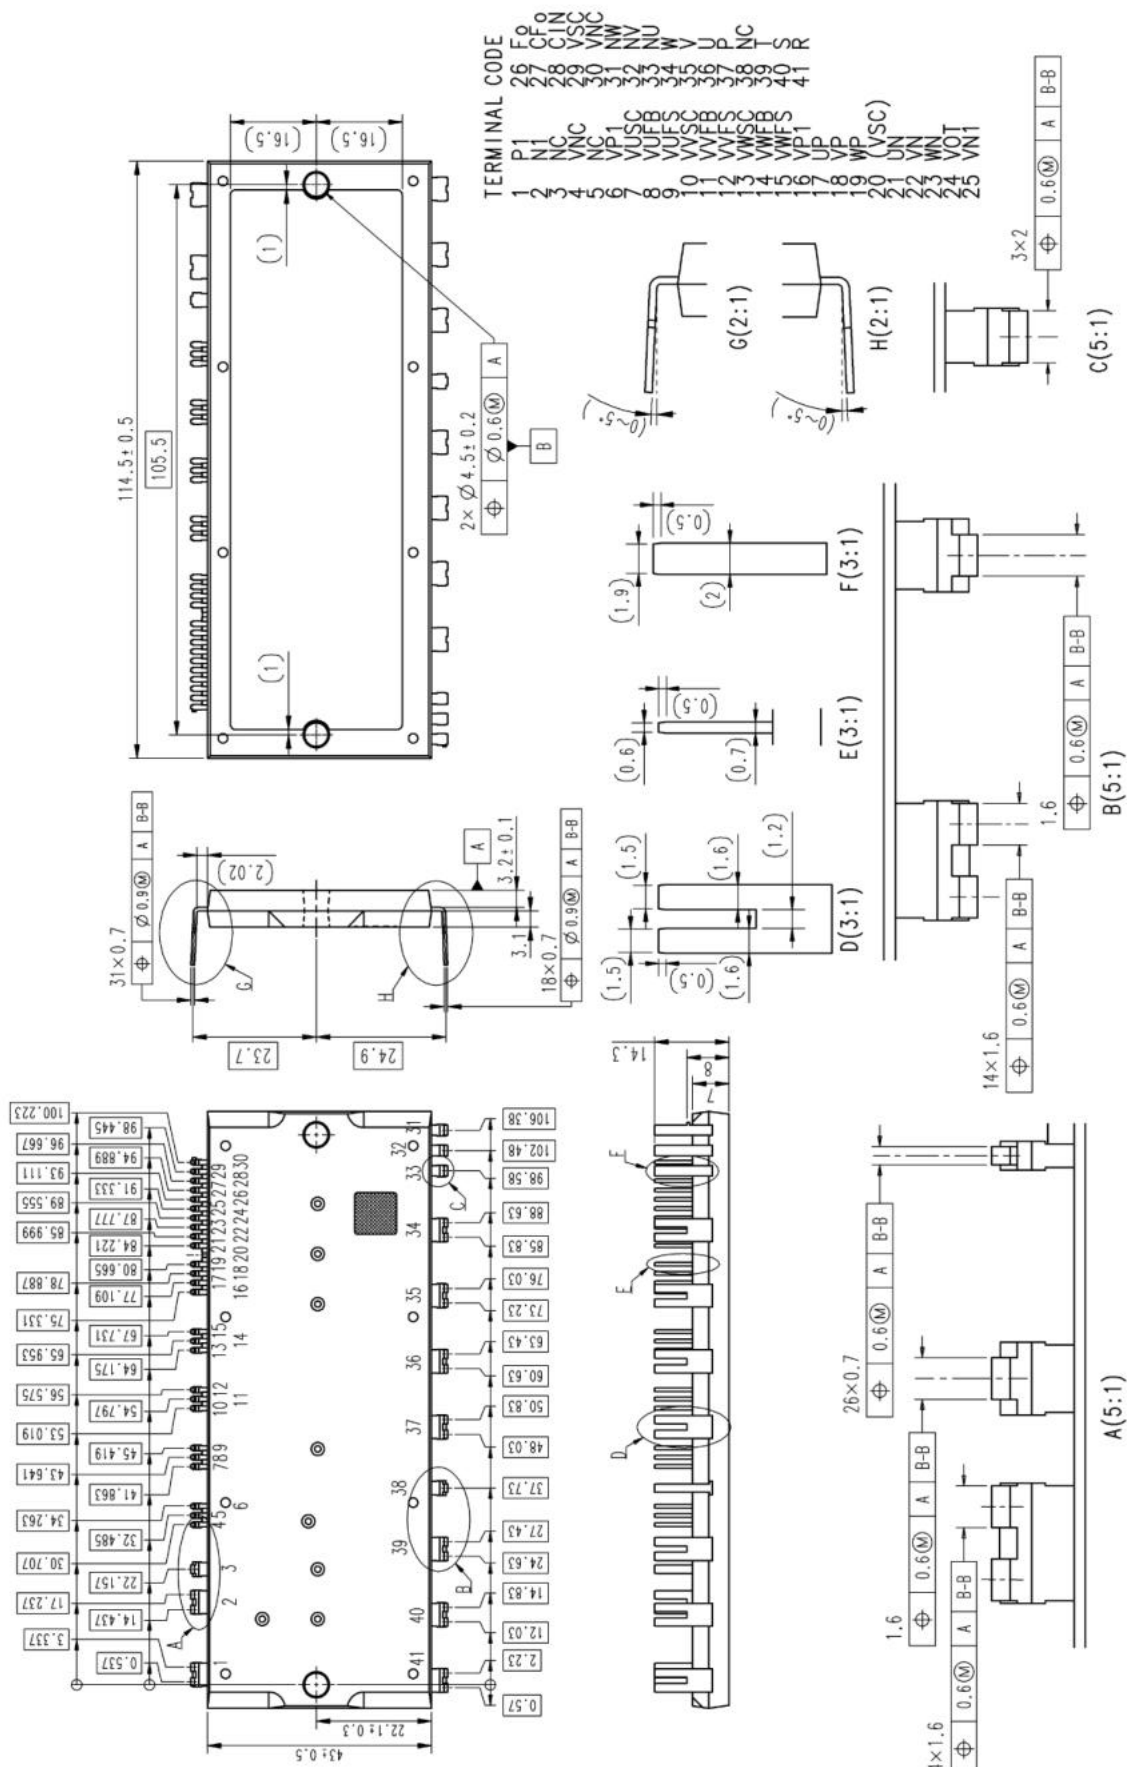 TERMINAL CODE
1 P1
2 N1
3 NC
4 VNC
5 NC
6 VP1
7 VUSC
8 VUFB
9 VUFS
10 VVSC
11 VVFB
12 VVFS
13 VWSC
14 VWFB
15 VWFS
16 VP1
17 UP
18 VP
19 WP
20 (VSC)
21 UN
22 VN
23 WN
24 VOT
25 VN1
26 Fo
27 CFo
28 CIN
29 VSC
30 VNC
31 NW
32 NV
33 NU
34 W
35 V
36 U
37 P
38 NC
39 T
40 S
41 R
114.5±0.5
105.5
(1)
(1)
(16.5)
(16.5)
2×Ø4.5±0.2
⌖ Ø0.6Ⓜ A
B
31×0.7
⌖ Ø0.9Ⓜ A B-B
(2.02)
3.2±0.1
3.1
A
G
H
18×0.7
⌖ Ø0.9Ⓜ A B-B
23.7
24.9
100.223
98.445
96.667
94.889
93.111
91.333
89.555
87.777
85.999
84.221
80.665
78.887
77.109
75.331
67.731
65.953
64.175
56.575
54.797
53.019
45.419
43.641
41.863
34.263
32.485
30.707
22.157
17.237
14.437
3.337
0.537
1 2 3 4 5 6 7 8 9 10 11 12 13 14 15 16 17 18 19 20 21 22 23 24 25 26 27 28 29 30
A
41 40 39 38 37 36 35 34 33 32 31
B
C
106.38
102.48
98.58
88.63
85.83
76.03
73.23
63.43
60.63
50.83
48.03
37.73
27.43
24.63
14.83
12.03
2.23
0.57
22.1±0.3
43±0.5
14.3
8
7
F
E
D
(1.5)
(1.6)
(1.2)
(1.5)
(0.5)
(1.6)
D(3:1)
(0.6)
(0.5)
(0.7)
E(3:1)
(1.9)
(0.5)
(2)
F(3:1)
(0~5°)
G(2:1)
(0~5°)
H(2:1)
3×2
⌖ 0.6Ⓜ A B-B
C(5:1)
1.6
⌖ 0.6Ⓜ A B-B
14×1.6
⌖ 0.6Ⓜ A B-B
B(5:1)
26×0.7
⌖ 0.6Ⓜ A B-B
1.6
⌖ 0.6Ⓜ A B-B
4×1.6
⌖ 0.6Ⓜ A B-B
A(5:1)